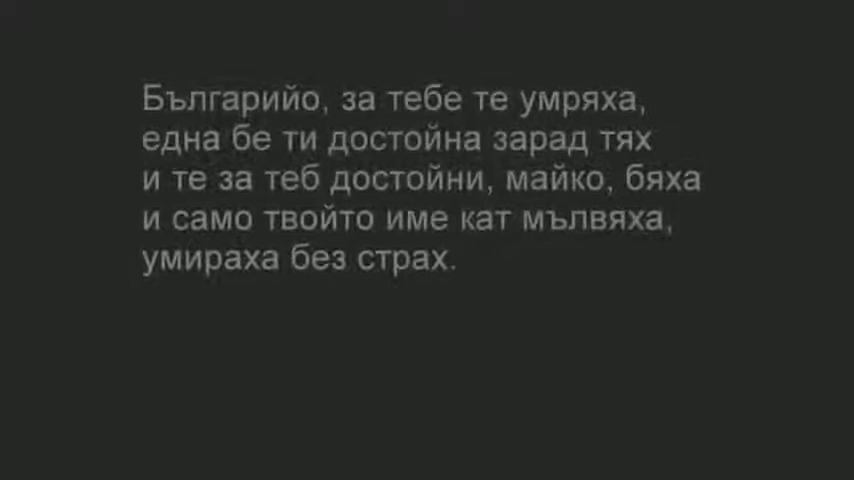 Българийо, за тебе те умряха,
една бе ти достойна зарад тях
и те за теб достойни, майко, бяха
и само твойто име кат мълвяха,
умираха без страх.